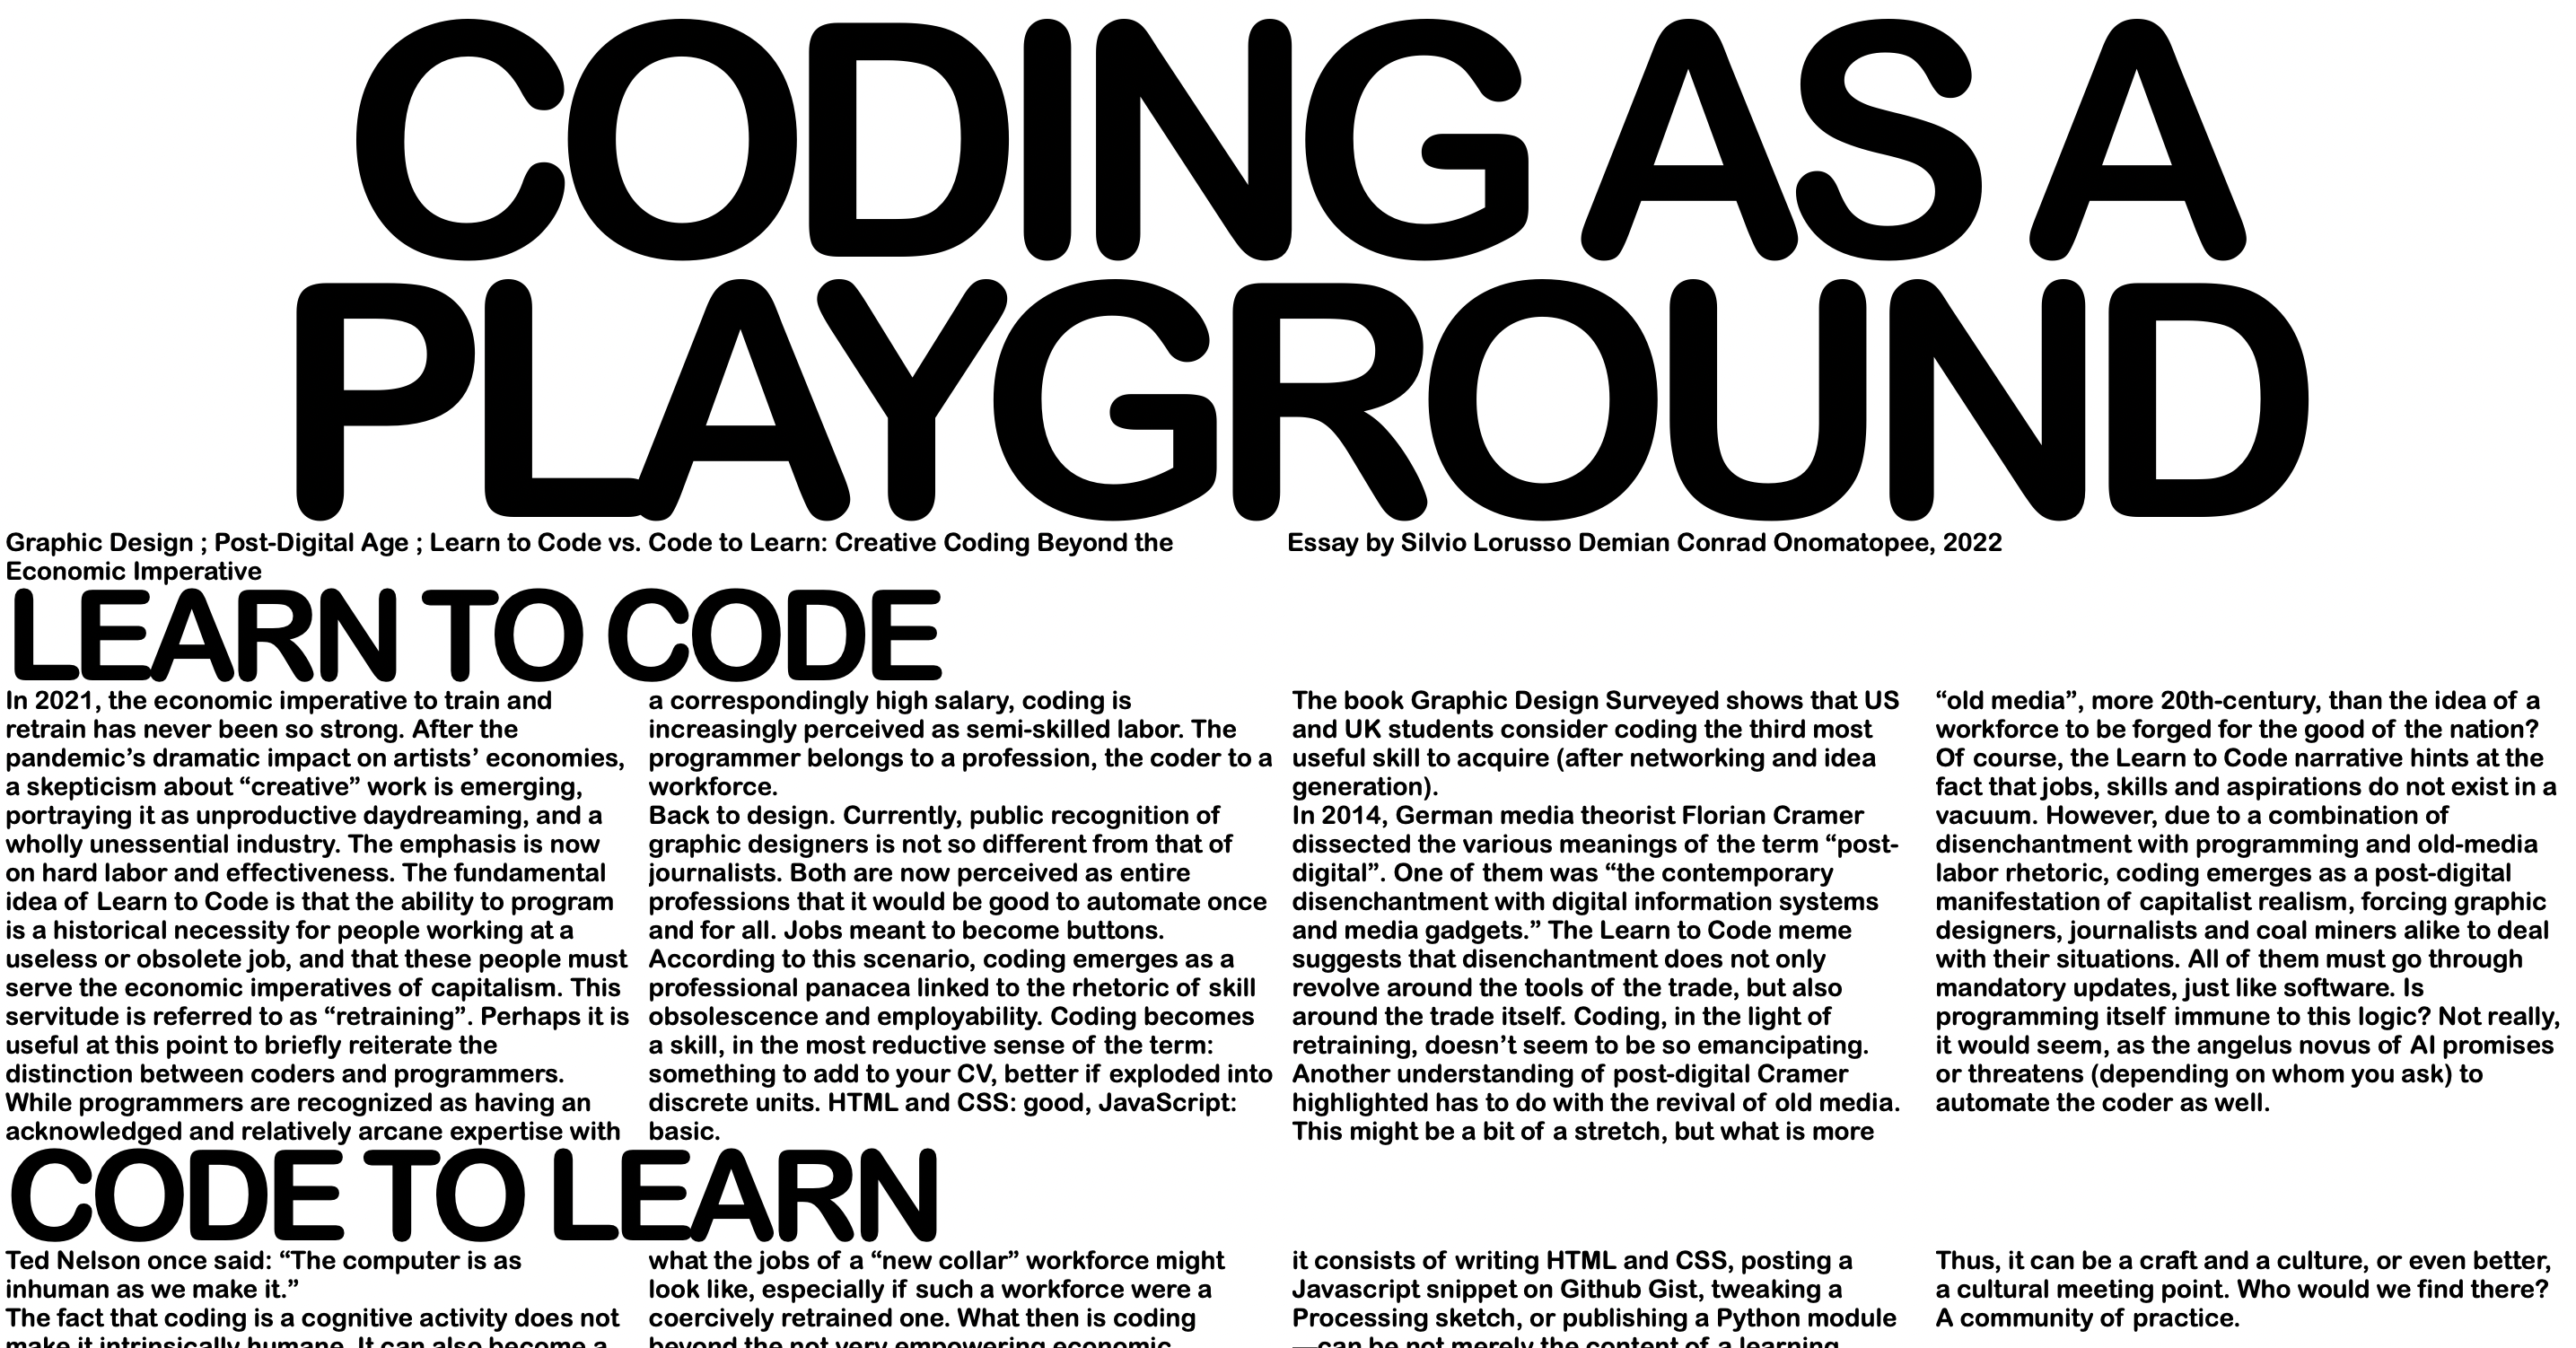 CODING AS A
PLAYGROUND
Graphic Design ; Post-Digital Age ; Learn to Code vs. Code to Learn: Creative Coding Beyond the
Economic Imperative
Essay by Silvio Lorusso Demian Conrad Onomatopee, 2022
LEARN TO CODE
In 2021, the economic imperative to train and
retrain has never been so strong. After the
pandemic’s dramatic impact on artists’ economies,
a skepticism about “creative” work is emerging,
portraying it as unproductive daydreaming, and a
wholly unessential industry. The emphasis is now
on hard labor and effectiveness. The fundamental
idea of Learn to Code is that the ability to program
is a historical necessity for people working at a
useless or obsolete job, and that these people must
serve the economic imperatives of capitalism. This
servitude is referred to as “retraining”. Perhaps it is
useful at this point to briefly reiterate the
distinction between coders and programmers.
While programmers are recognized as having an
acknowledged and relatively arcane expertise with
a correspondingly high salary, coding is
increasingly perceived as semi-skilled labor. The
programmer belongs to a profession, the coder to a
workforce.
Back to design. Currently, public recognition of
graphic designers is not so different from that of
journalists. Both are now perceived as entire
professions that it would be good to automate once
and for all. Jobs meant to become buttons.
According to this scenario, coding emerges as a
professional panacea linked to the rhetoric of skill
obsolescence and employability. Coding becomes
a skill, in the most reductive sense of the term:
something to add to your CV, better if exploded into
discrete units. HTML and CSS: good, JavaScript:
basic.
The book Graphic Design Surveyed shows that US
and UK students consider coding the third most
useful skill to acquire (after networking and idea
generation).
In 2014, German media theorist Florian Cramer
dissected the various meanings of the term “post-
digital”. One of them was “the contemporary
disenchantment with digital information systems
and media gadgets.” The Learn to Code meme
suggests that disenchantment does not only
revolve around the tools of the trade, but also
around the trade itself. Coding, in the light of
retraining, doesn’t seem to be so emancipating.
Another understanding of post-digital Cramer
highlighted has to do with the revival of old media.
This might be a bit of a stretch, but what is more
“old media”, more 20th-century, than the idea of a
workforce to be forged for the good of the nation?
Of course, the Learn to Code narrative hints at the
fact that jobs, skills and aspirations do not exist in a
vacuum. However, due to a combination of
disenchantment with programming and old-media
labor rhetoric, coding emerges as a post-digital
manifestation of capitalist realism, forcing graphic
designers, journalists and coal miners alike to deal
with their situations. All of them must go through
mandatory updates, just like software. Is
programming itself immune to this logic? Not really,
it would seem, as the angelus novus of AI promises
or threatens (depending on whom you ask) to
automate the coder as well.
CODE TO LEARN
Ted Nelson once said: “The computer is as
inhuman as we make it.”
The fact that coding is a cognitive activity does not
make it intrinsically humane. It can also become a
what the jobs of a “new collar” workforce might
look like, especially if such a workforce were a
coercively retrained one. What then is coding
beyond the not very empowering economic
it consists of writing HTML and CSS, posting a
Javascript snippet on Github Gist, tweaking a
Processing sketch, or publishing a Python module
—can be not merely the content of a learning
Thus, it can be a craft and a culture, or even better,
a cultural meeting point. Who would we find there?
A community of practice.